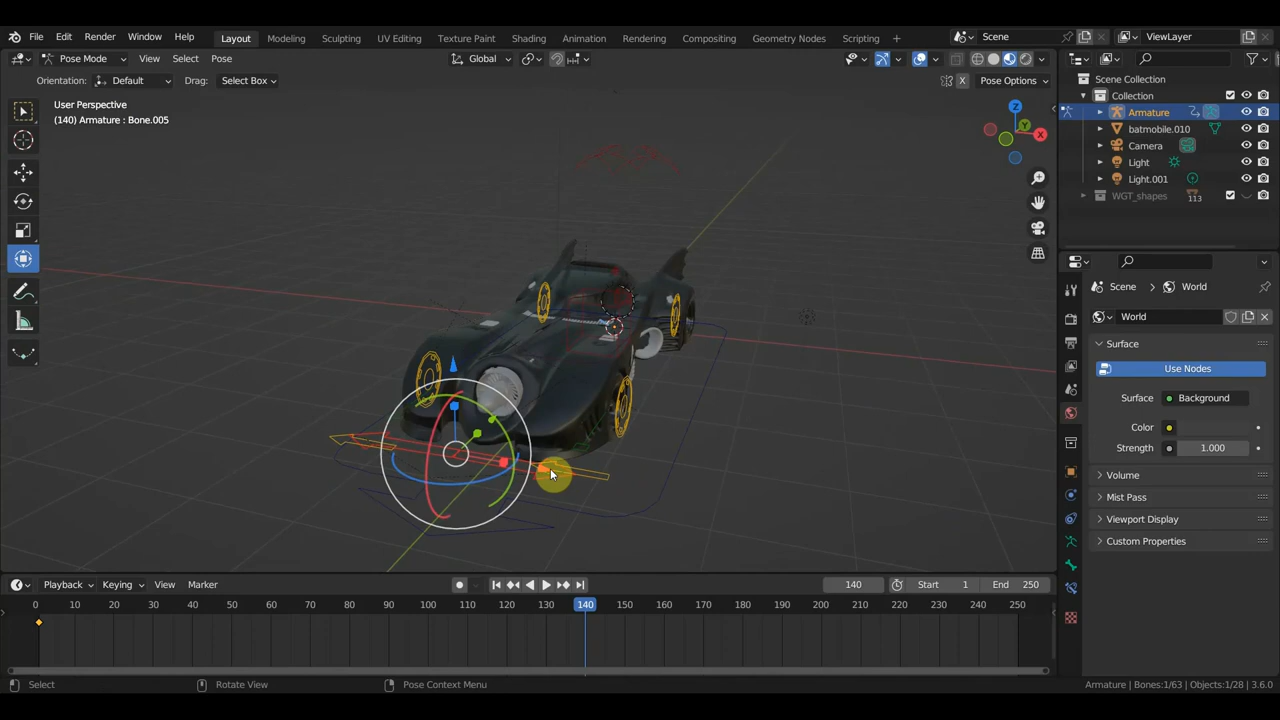 File Edit Render Window Help Layout Modeling Sculpting UV Editing Texture Paint Shading Animation Rendering Compositing Geometry Nodes Scripting + Scene ViewLayer
Pose Mode View Select Pose Global
Orientation: Default Drag: Select Box X Pose Options
User Perspective
(140) Armature : Bone.005
Z
Y
X
Scene Collection
Collection
Armature
batmobile.010
Camera
Light
Light.001
WGT_shapes 113
Scene > World
World
Surface
Use Nodes
Surface Background
Color
Strength 1.000
Volume
Mist Pass
Viewport Display
Custom Properties
Playback Keying View Marker 140 Start 1 End 250
0 10 20 30 40 50 60 70 80 90 100 110 120 130 140 150 160 170 180 190 200 210 220 230 240 250
Select Rotate View Pose Context Menu Armature | Bones:1/63 | Objects:1/28 | 3.6.0